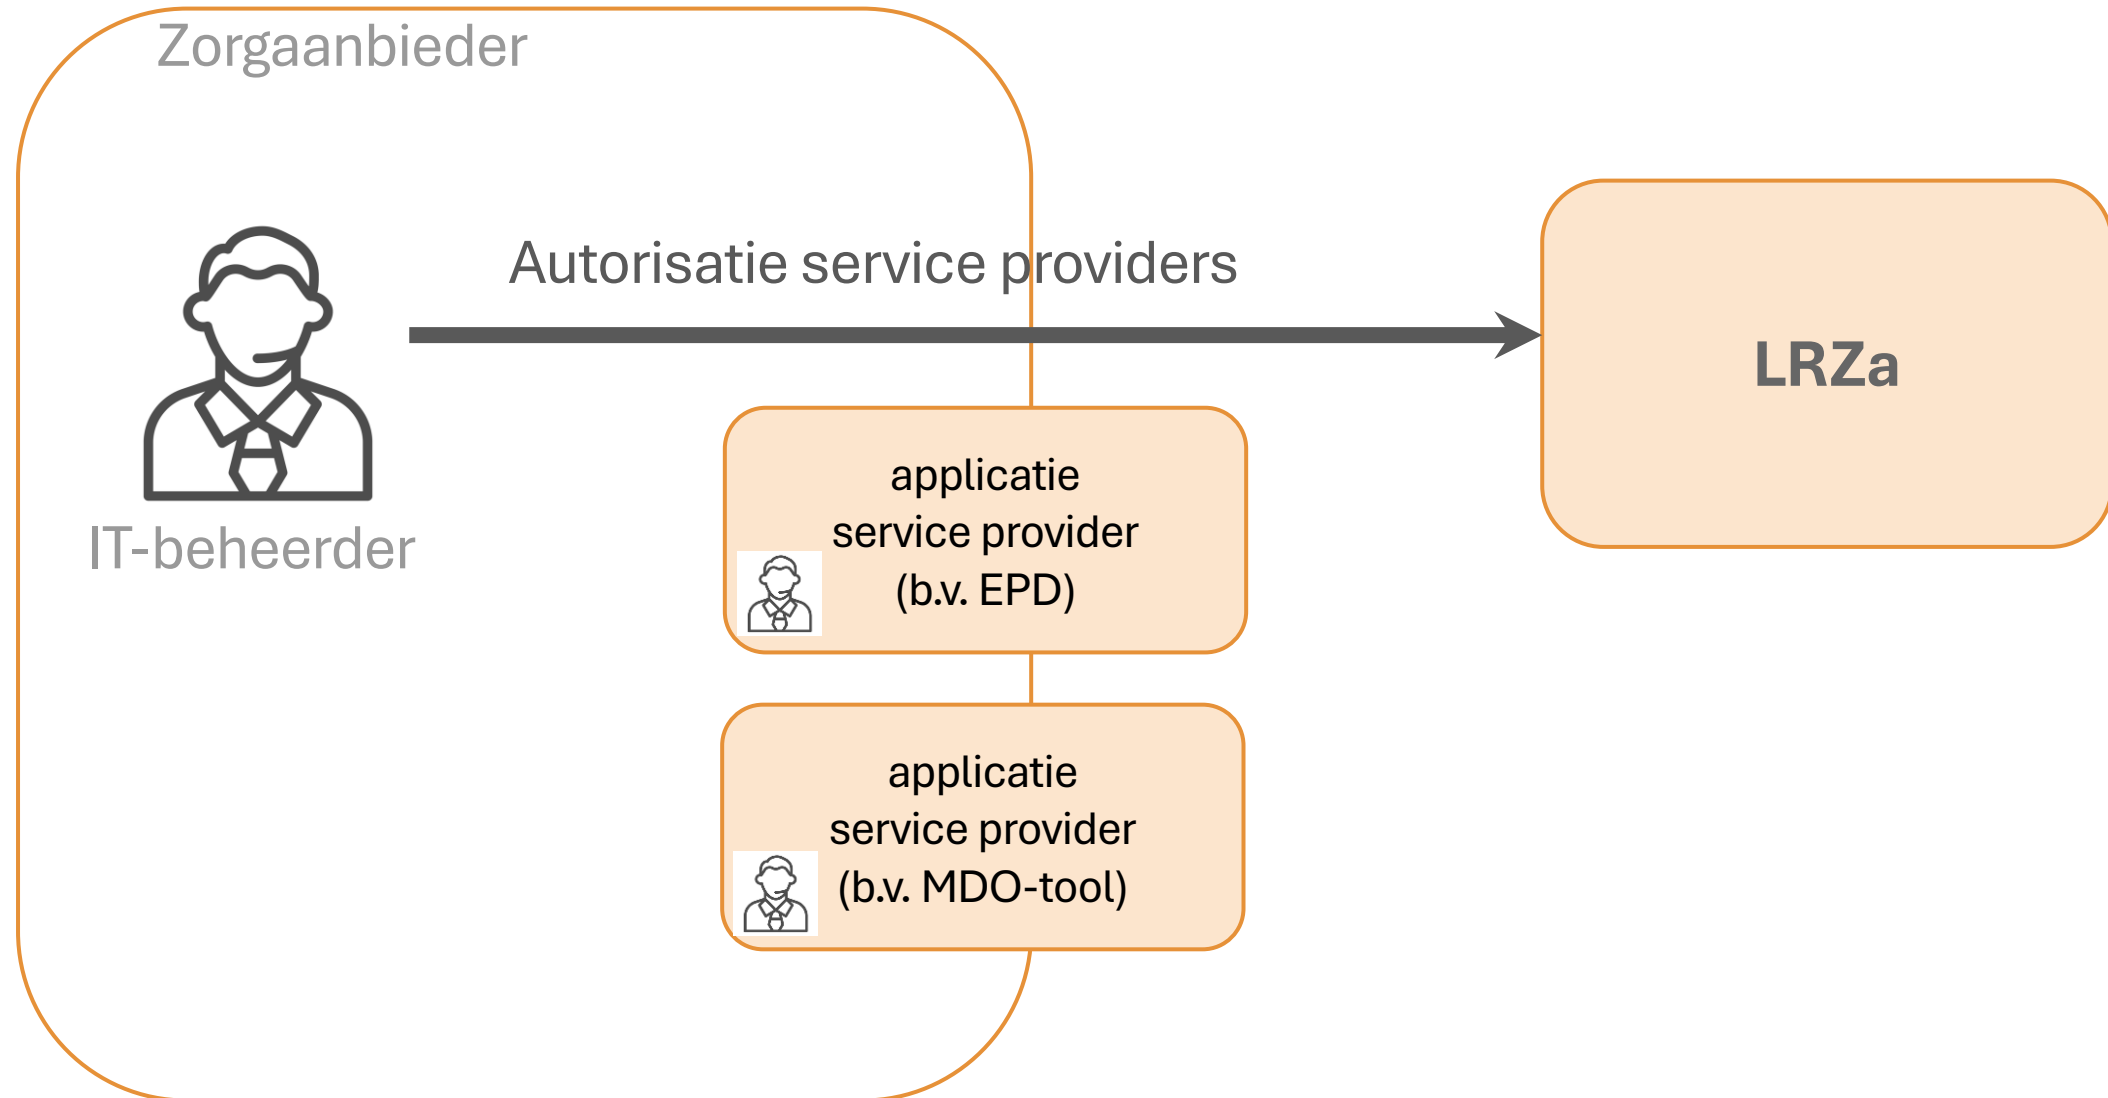 Zorgaanbieder
Autorisatie service providers
LRZa
IT-beheerder
applicatie
service provider
(b.v. EPD)
applicatie
service provider
(b.v. MDO-tool)